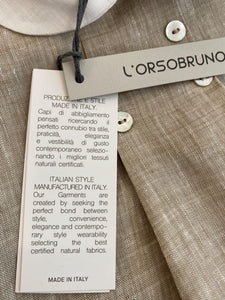 L'ORSOBRUNO
PRODUZIONE E STILE
MADE IN ITALY.
Capi di abbigliamento
pensati ricercando il
perfetto connubio tra stile,
praticità, eleganza
e vestibilità di gusto
contemporaneo selezio-
nando i migliori tessuti
naturali certificati.
ITALIAN STYLE
MANUFACTURED IN ITALY.
Our Garments are
created by seeking the
perfect bond between
style, convenience,
elegance and contempo-
rary style wearability
selecting the best
certified natural fabrics.
MADE IN ITALY